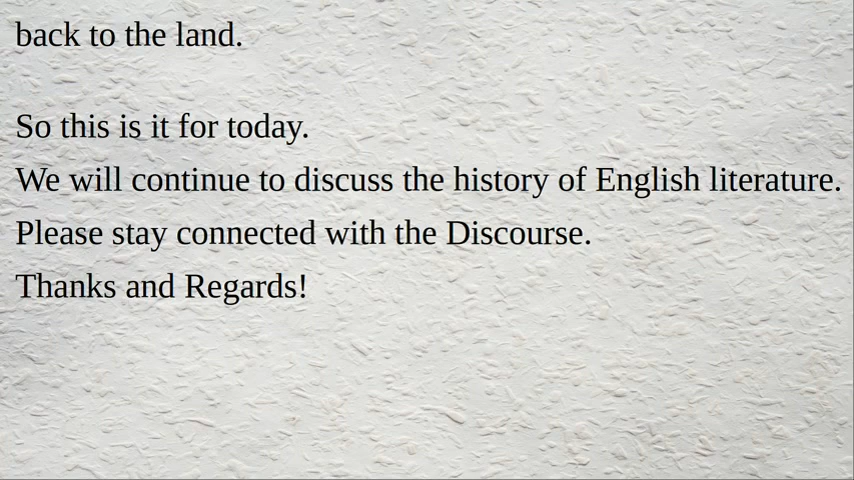 back to the land.
So this is it for today.
We will continue to discuss the history of English literature.
Please stay connected with the Discourse.
Thanks and Regards!